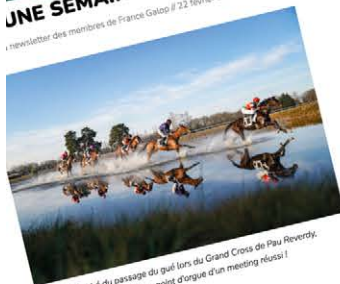 UNE SEMA
newsletter des membres de France Galop // 22
du passage du gué lors du Grand Cross de Pau Reverdy,
point d'orgue d'un meeting réussi !